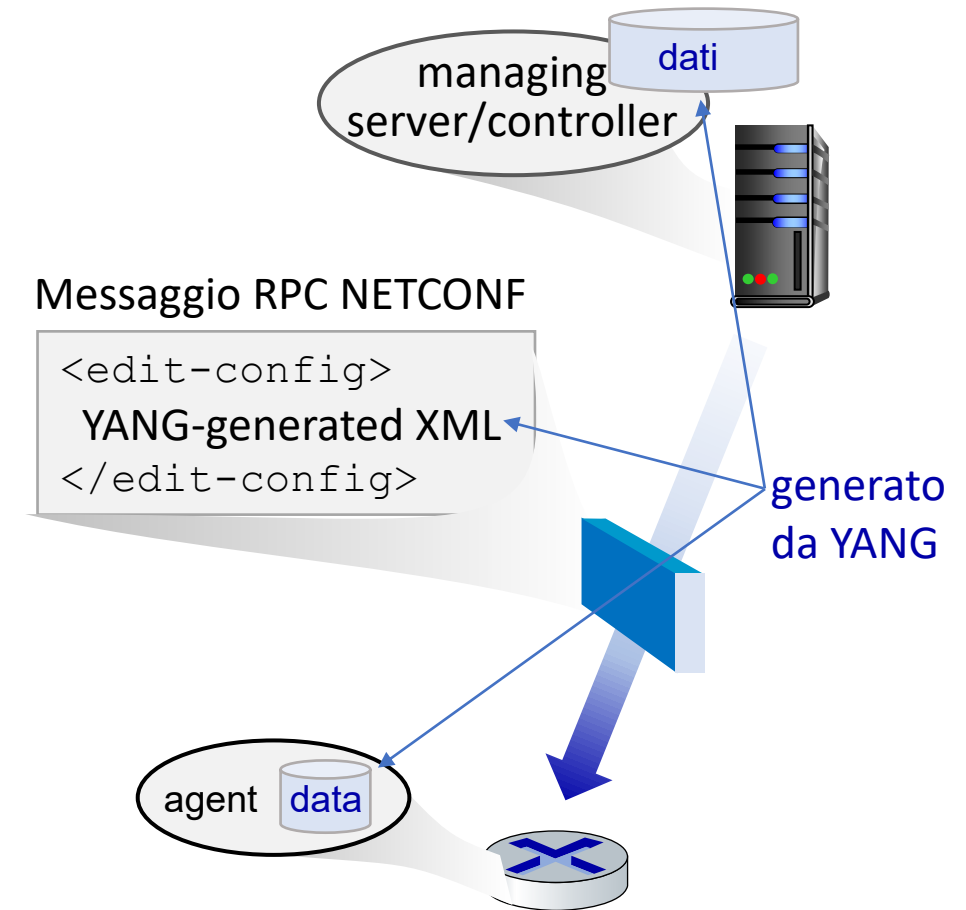 dati
managing
server/controller
Messaggio RPC NETCONF
<edit-config>
YANG-generated XML
</edit-config>
generato
da YANG
agent
data